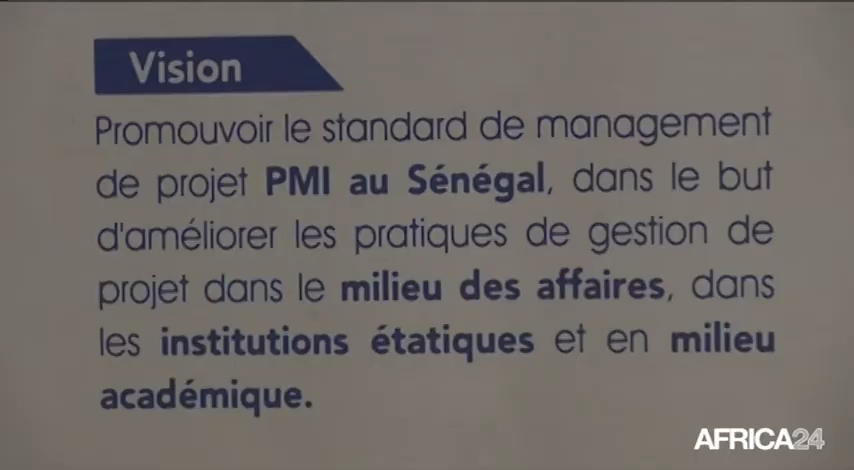 Vision
Promouvoir le standard de management
de projet PMI au Sénégal, dans le but
d'améliorer les pratiques de gestion de
projet dans le milieu des affaires, dans
les institutions étatiques et en milieu
académique.
AFRICA24